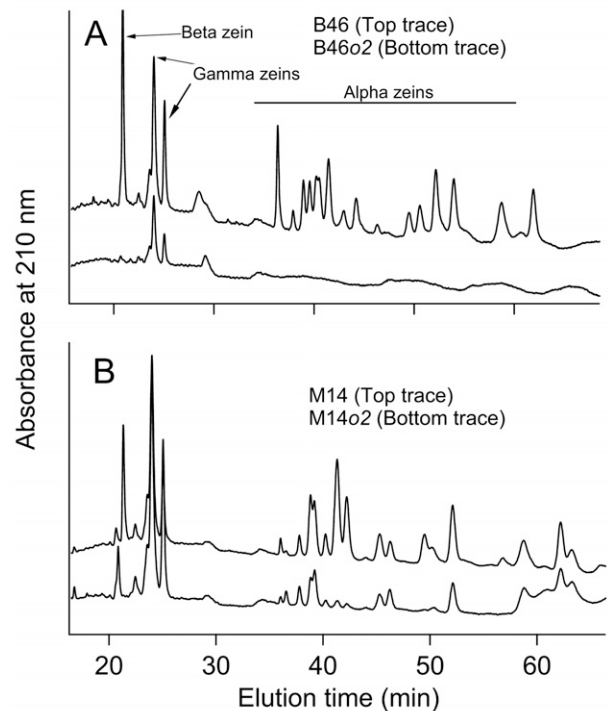 A
B46 (Top trace)
B46o2 (Bottom trace)
Beta zein
Gamma zeins
Alpha zeins
Absorbance at 210 nm
B
M14 (Top trace)
M14o2 (Bottom trace)
20 30 40 50 60
Elution time (min)